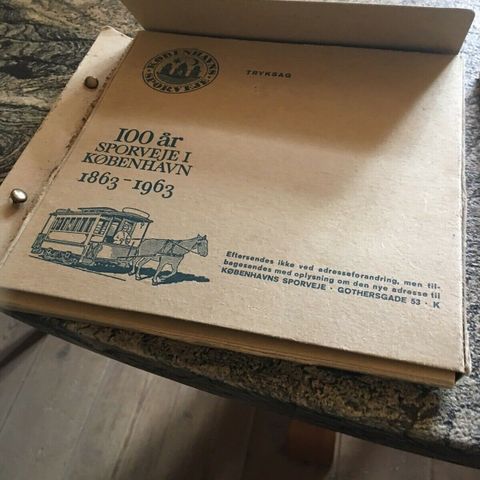 KØBENHAVNS
SPORVEJE
TRYKSAG
100 år
SPORVEJE I
KØBENHAVN
1863-1963
Eftersendes ikke ved adresseforandring, men til-
bagesendes med oplysning om den nye adresse til
KØBENHAVNS SPORVEJE · GOTHERSGADE 53 · K